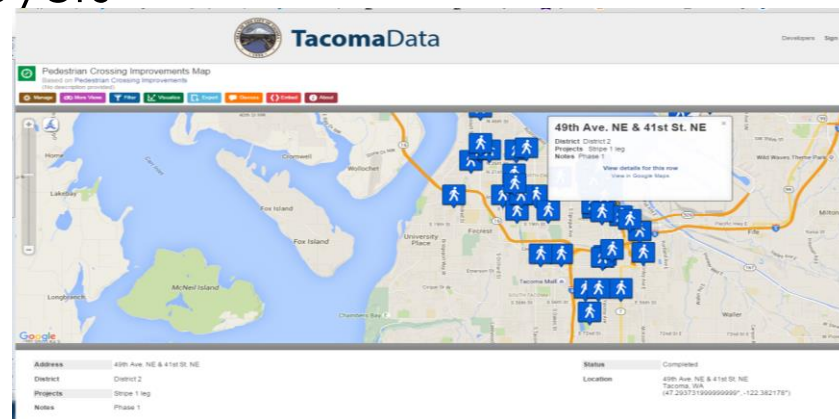 TacomaData
Developers Sign
Pedestrian Crossing Improvements Map
Based on Pedestrian Crossing Improvements
(No description provided)
Manage More Views Filter Visualize Export Discuss Embed About
49th Ave. NE & 41st St. NE
District District 2
Projects Stripe 1 leg
Notes Phase 1
View details for this row
View in Google Maps
Wild Waves Theme Park
Home
Cromwell
Wollochet
Lakebay
Fox Island
Fox Island
University
Place
Fircrest
Fife
Milton
McNeil Island
Tacoma Mall
Longbranch
Chambers Bay
Waller
Google
Address 49th Ave. NE & 41st St. NE
District District 2
Projects Stripe 1 leg
Notes Phase 1
Status Completed
Location 49th Ave. NE & 41st St. NE
Tacoma, WA
(47.293731999999999°, -122.382178°)